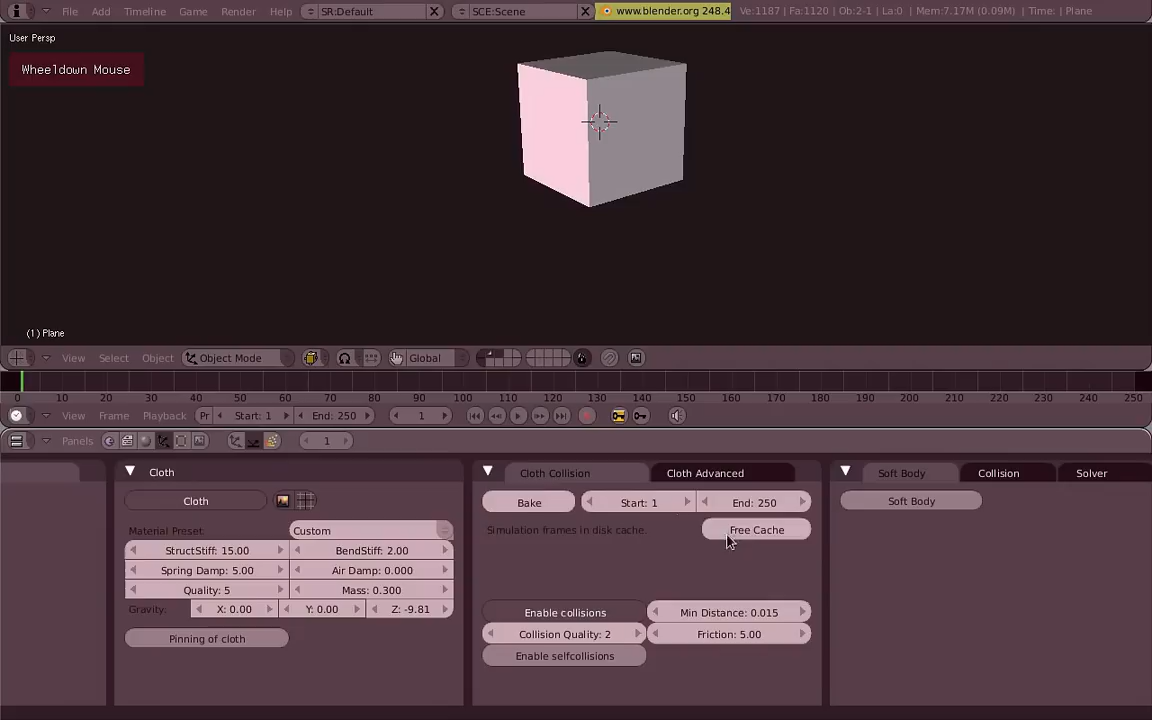 File Add Timeline Game Render Help SR:Default SCE:Scene www.blender.org 248.4 Ve:1187 | Fa:1120 | Ob:2-1 | La:0 | Mem:7.17M (0.09M) | Time: | Plane
User Persp
Wheeldown Mouse
(1) Plane
View Select Object Object Mode Global
0 10 20 30 40 50 60 70 80 90 100 110 120 130 140 150 160 170 180 190 200 210 220 230 240 250
View Frame Playback Pr Start: 1 End: 250 1
Panels 1
Cloth Cloth Collision Cloth Advanced Soft Body Collision Solver
Cloth Bake Start: 1 End: 250 Soft Body
Material Preset: Custom Simulation frames in disk cache. Free Cache
StructStiff: 15.00 BendStiff: 2.00
Spring Damp: 5.00 Air Damp: 0.000
Quality: 5 Mass: 0.300
Gravity: X: 0.00 Y: 0.00 Z: -9.81 Enable collisions Min Distance: 0.015
Pinning of cloth Collision Quality: 2 Friction: 5.00
Enable selfcollisions